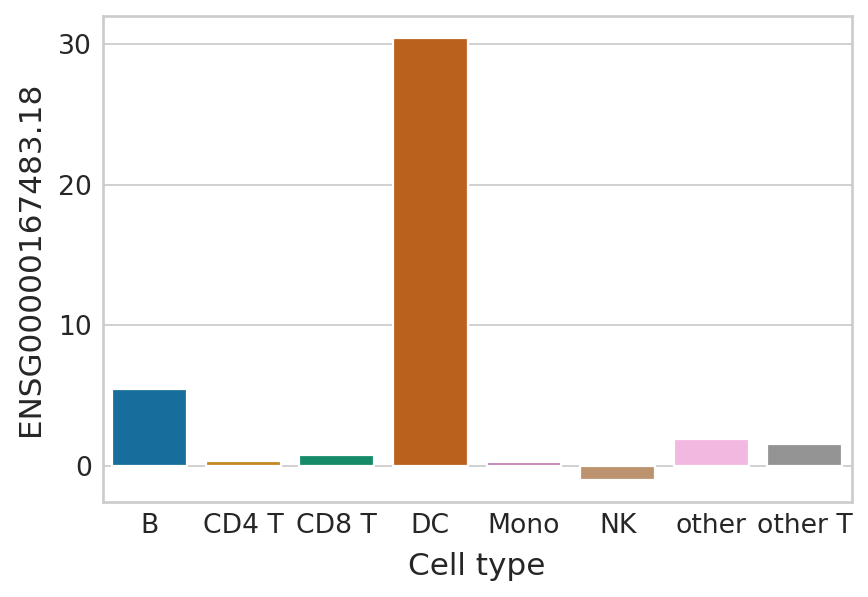 ENSG00000167483.18
30
20
10
0
B CD4 T CD8 T DC Mono NK other other T
Cell type